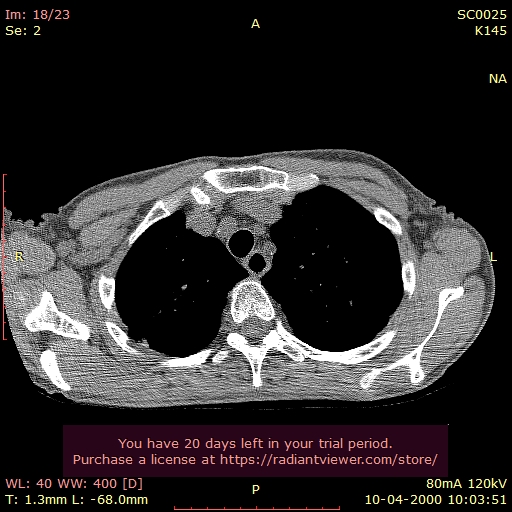 Im: 18/23
Se: 2
A
SC0025
K145
NA
R
L
You have 20 days left in your trial period.
Purchase a license at https://radiantviewer.com/store/
WL: 40 WW: 400 [D]
T: 1.3mm L: -68.0mm
P
80mA 120kV
10-04-2000 10:03:51